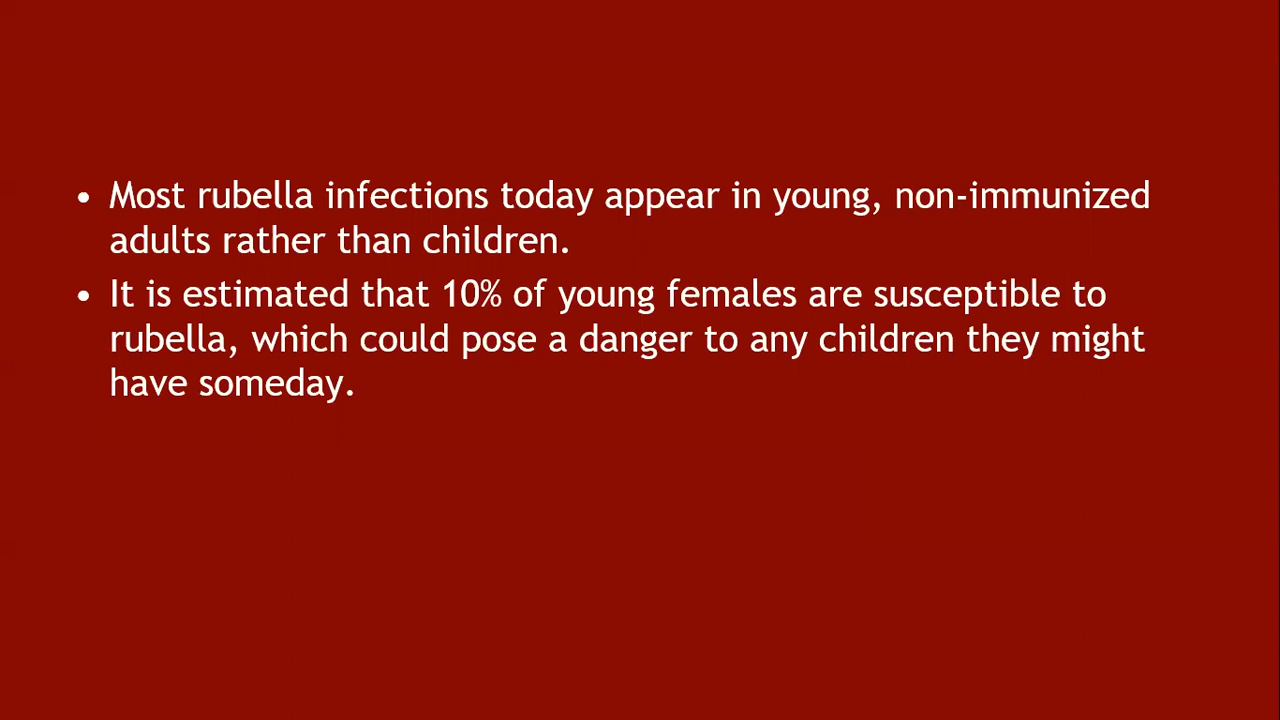 • Most rubella infections today appear in young, non-immunized
adults rather than children.
• It is estimated that 10% of young females are susceptible to
rubella, which could pose a danger to any children they might
have someday.